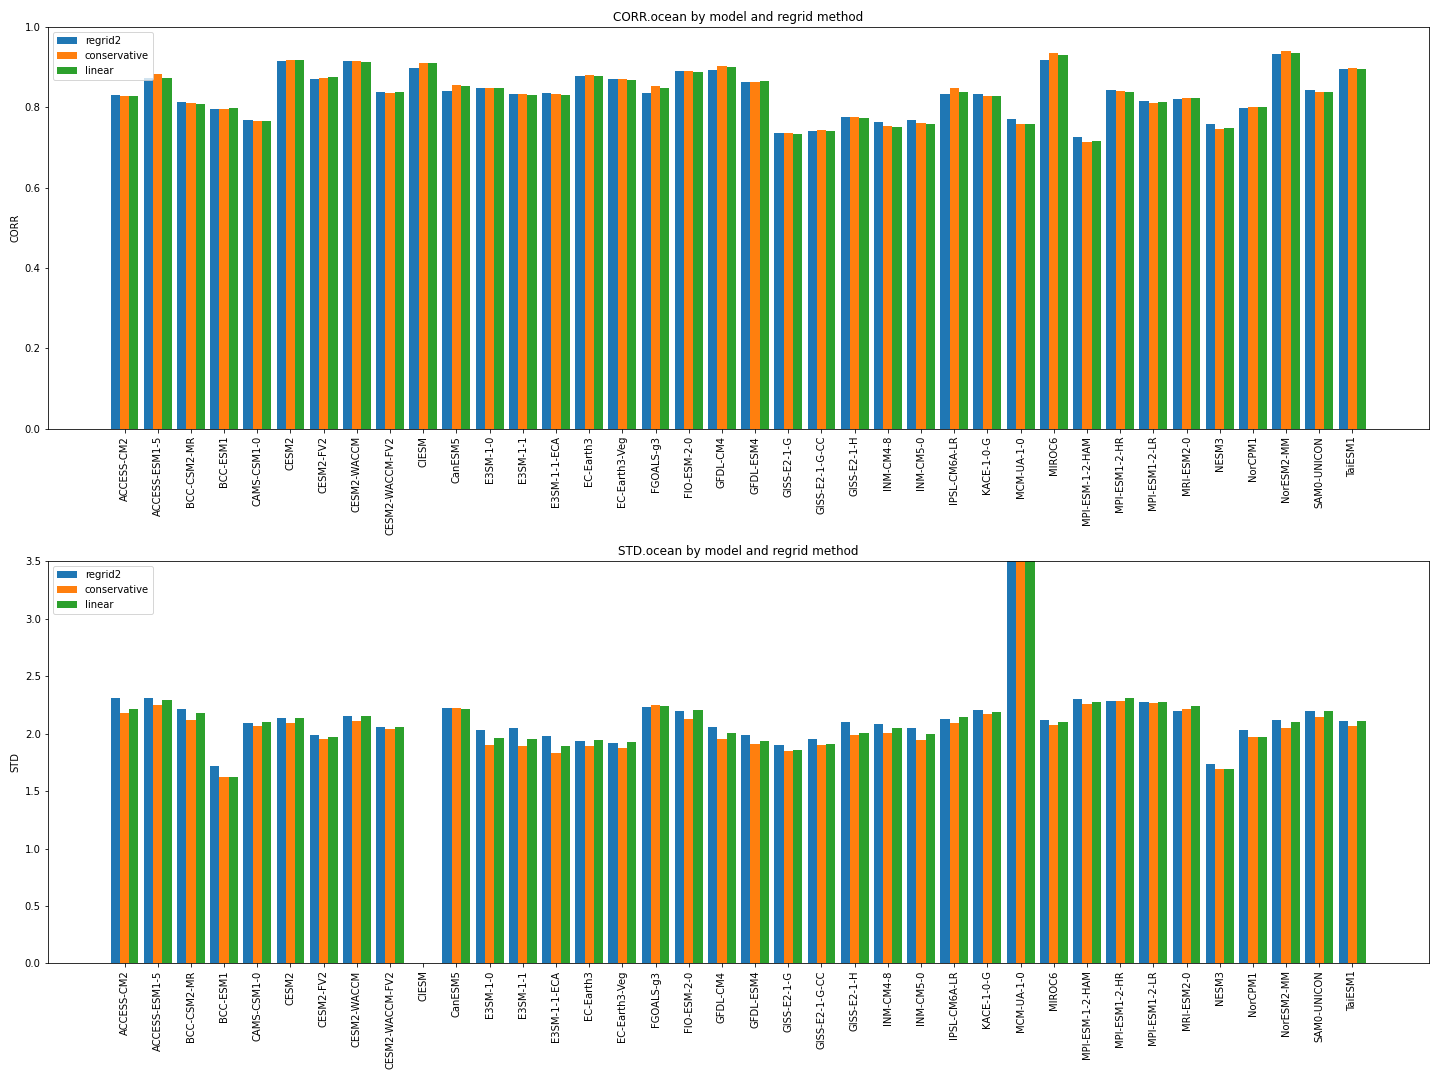 CORR.ocean by model and regrid method
regrid2
conservative
linear
1.0
0.8
0.6
0.4
0.2
0.0
CORR
ACCESS-CM2
ACCESS-ESM1-5
BCC-CSM2-MR
BCC-ESM1
CAMS-CSM1-0
CESM2
CESM2-FV2
CESM2-WACCM
CESM2-WACCM-FV2
CIESM
CanESM5
E3SM-1-0
E3SM-1-1
E3SM-1-1-ECA
EC-Earth3
EC-Earth3-Veg
FGOALS-g3
FIO-ESM-2-0
GFDL-CM4
GFDL-ESM4
GISS-E2-1-G
GISS-E2-1-G-CC
GISS-E2-1-H
INM-CM4-8
INM-CM5-0
IPSL-CM6A-LR
KACE-1-0-G
MCM-UA-1-0
MIROC6
MPI-ESM-1-2-HAM
MPI-ESM1-2-HR
MPI-ESM1-2-LR
MRI-ESM2-0
NESM3
NorCPM1
NorESM2-MM
SAM0-UNICON
TaiESM1
STD.ocean by model and regrid method
regrid2
conservative
linear
3.5
3.0
2.5
2.0
1.5
1.0
0.5
0.0
STD
ACCESS-CM2
ACCESS-ESM1-5
BCC-CSM2-MR
BCC-ESM1
CAMS-CSM1-0
CESM2
CESM2-FV2
CESM2-WACCM
CESM2-WACCM-FV2
CIESM
CanESM5
E3SM-1-0
E3SM-1-1
E3SM-1-1-ECA
EC-Earth3
EC-Earth3-Veg
FGOALS-g3
FIO-ESM-2-0
GFDL-CM4
GFDL-ESM4
GISS-E2-1-G
GISS-E2-1-G-CC
GISS-E2-1-H
INM-CM4-8
INM-CM5-0
IPSL-CM6A-LR
KACE-1-0-G
MCM-UA-1-0
MIROC6
MPI-ESM-1-2-HAM
MPI-ESM1-2-HR
MPI-ESM1-2-LR
MRI-ESM2-0
NESM3
NorCPM1
NorESM2-MM
SAM0-UNICON
TaiESM1